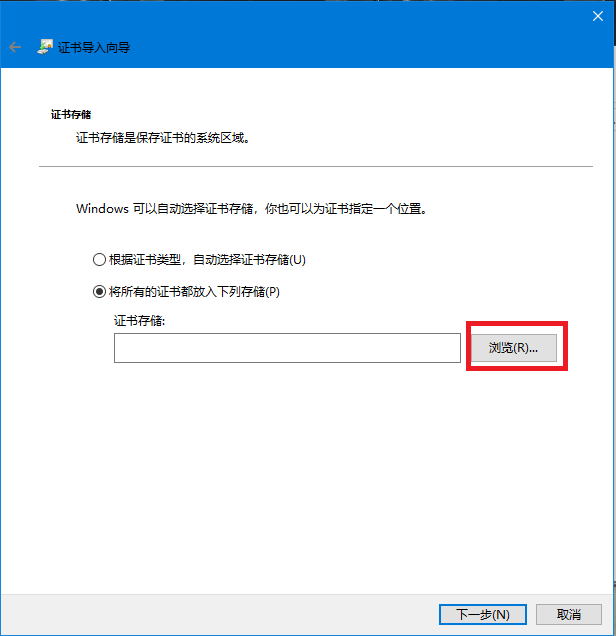 证书导入向导
证书存储
证书存储是保存证书的系统区域。
Windows 可以自动选择证书存储，你也可以为证书指定一个位置。
根据证书类型，自动选择证书存储(U)
将所有的证书都放入下列存储(P)
证书存储:
浏览(R)...
下一步(N)
取消